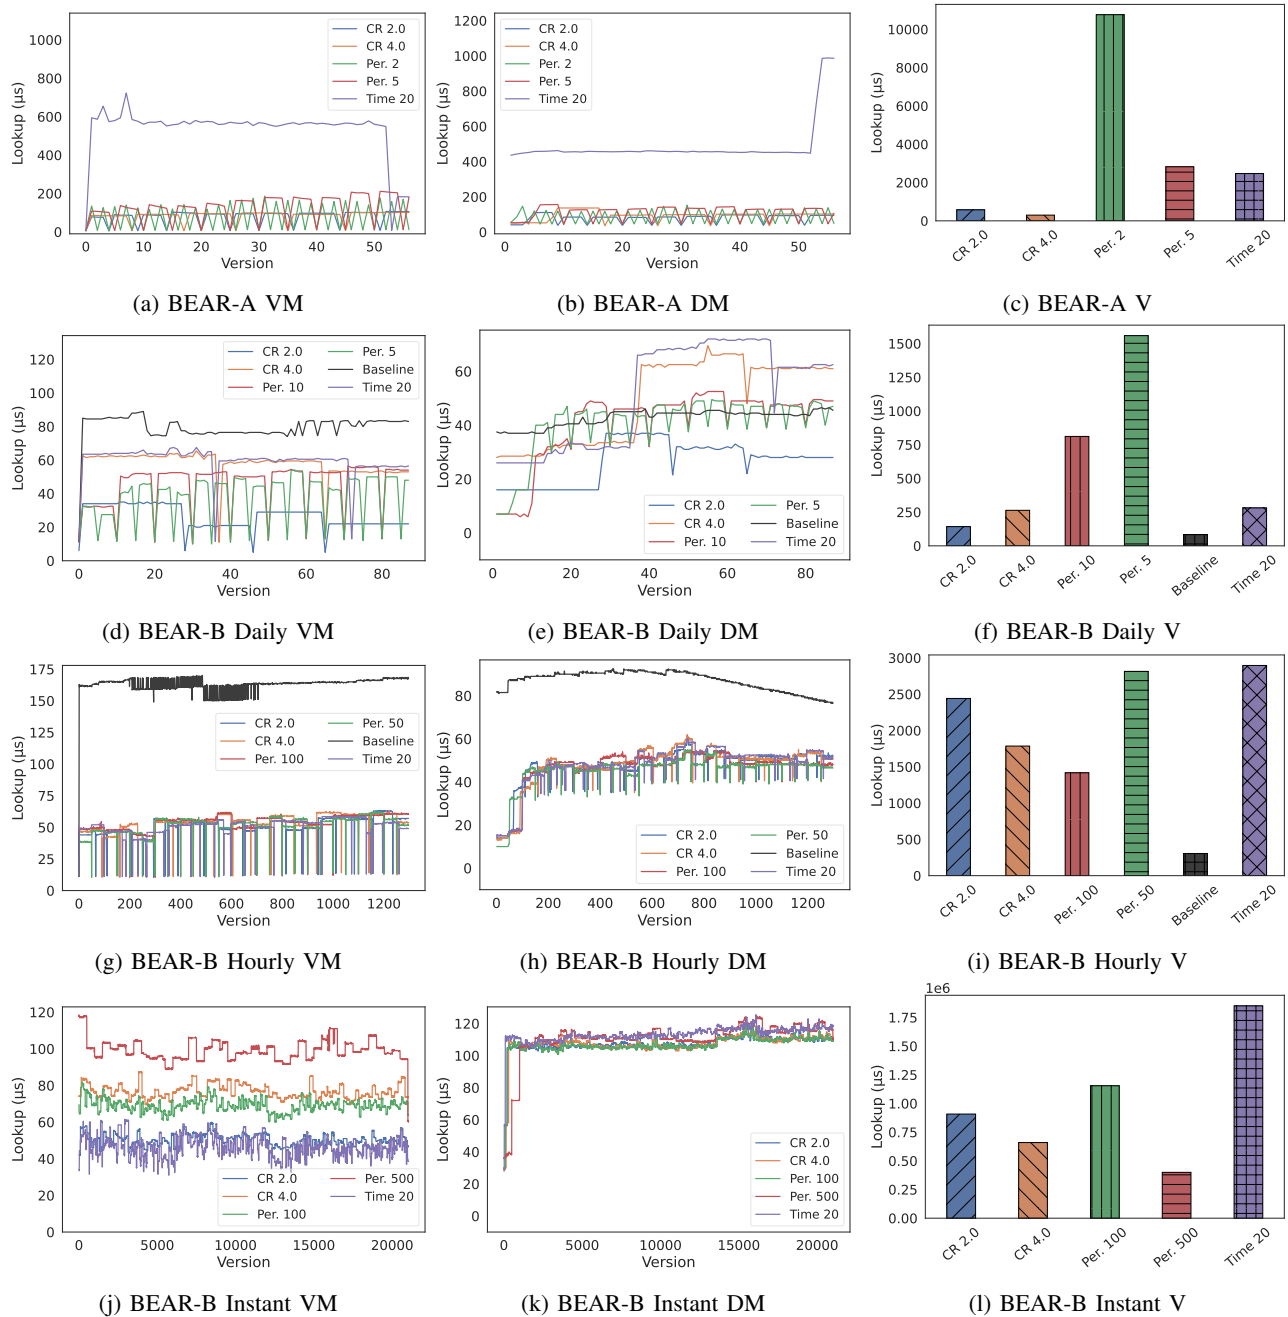 Lookup (µs)
1000
800
600
400
200
0
0 10 20 30 40 50
Version
CR 2.0
CR 4.0
Per. 2
Per. 5
Time 20
(a) BEAR-A VM
Lookup (µs)
1200
1000
800
600
400
200
0
0 10 20 30 40 50
Version
CR 2.0
CR 4.0
Per. 2
Per. 5
Time 20
(b) BEAR-A DM
Lookup (µs)
10000
8000
6000
4000
2000
0
CR 2.0
CR 4.0
Per. 2
Per. 5
Time 20
(c) BEAR-A V
Lookup (µs)
120
100
80
60
40
20
0
0 20 40 60 80
Version
CR 2.0 Per. 5
CR 4.0 Baseline
Per. 10 Time 20
(d) BEAR-B Daily VM
Lookup (µs)
60
40
20
0
0 20 40 60 80
Version
CR 2.0 Per. 5
CR 4.0 Baseline
Per. 10 Time 20
(e) BEAR-B Daily DM
Lookup (µs)
1500
1250
1000
750
500
250
0
CR 2.0
CR 4.0
Per. 10
Per. 5
Baseline
Time 20
(f) BEAR-B Daily V
Lookup (µs)
175
150
125
100
75
50
25
0
0 200 400 600 800 1000 1200
Version
CR 2.0 Per. 50
CR 4.0 Baseline
Per. 100 Time 20
(g) BEAR-B Hourly VM
Lookup (µs)
80
60
40
20
0
0 200 400 600 800 1000 1200
Version
CR 2.0 Per. 50
CR 4.0 Baseline
Per. 100 Time 20
(h) BEAR-B Hourly DM
Lookup (µs)
3000
2500
2000
1500
1000
500
0
CR 2.0
CR 4.0
Per. 100
Per. 50
Baseline
Time 20
(i) BEAR-B Hourly V
Lookup (µs)
120
100
80
60
40
20
0
0 5000 10000 15000 20000
Version
CR 2.0 Per. 500
CR 4.0 Time 20
Per. 100
(j) BEAR-B Instant VM
Lookup (µs)
120
100
80
60
40
20
0
0 5000 10000 15000 20000
Version
CR 2.0
CR 4.0
Per. 100
Per. 500
Time 20
(k) BEAR-B Instant DM
1e6
Lookup (µs)
1.75
1.50
1.25
1.00
0.75
0.50
0.25
0.00
CR 2.0
CR 4.0
Per. 100
Per. 500
Time 20
(l) BEAR-B Instant V